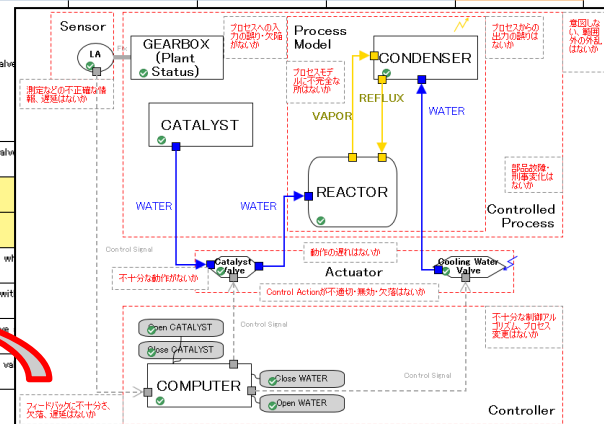 Sensor
LA
Fix
GEARBOX
(Plant
Status)
プロセスへの入
力の誤り・欠陥
がないか
Process
Model
CONDENSER
プロセスからの
出力の誤りは
ないか
意図しな
い、範囲
外の外乱
はないか
測定などの不正確な情
報、遅延はないか
プロセスモデ
ルに不完全な
所はないか
REFLUX
VAPOR
WATER
CATALYST
REACTOR
部品故障・
刑事変化は
ないか
WATER
WATER
Controlled
Process
Control Signal
動作の遅れはないか
Catalyst
Valve
Actuator
Cooling Water
Valve
不十分な動作がないか
Control Actionが不適切・無効・欠落はないか
Open CATALYST
Control Signal
不十分な制御アル
ゴリズム、プロセス
変更はないか
Close CATALYST
Control Signal
COMPUTER
Close WATER
Open WATER
フィードバックに不十分さ、
欠落、遅延はないか
Controller